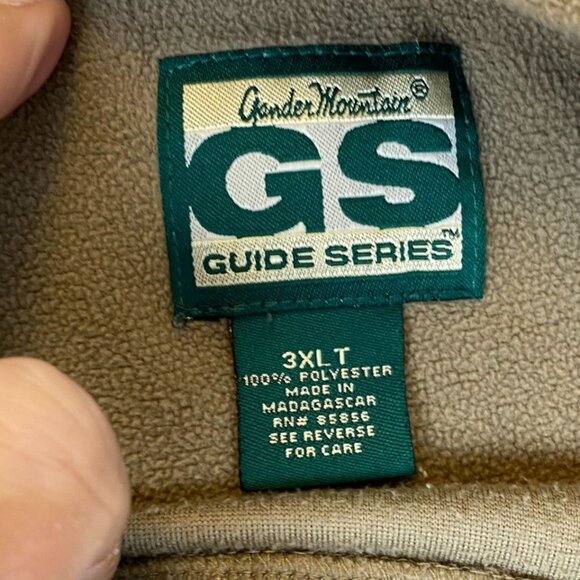 Gander Mountain®
GS
GUIDE SERIES™
3XLT
100% POLYESTER
MADE IN
MADAGASCAR
RN# 85856
SEE REVERSE
FOR CARE